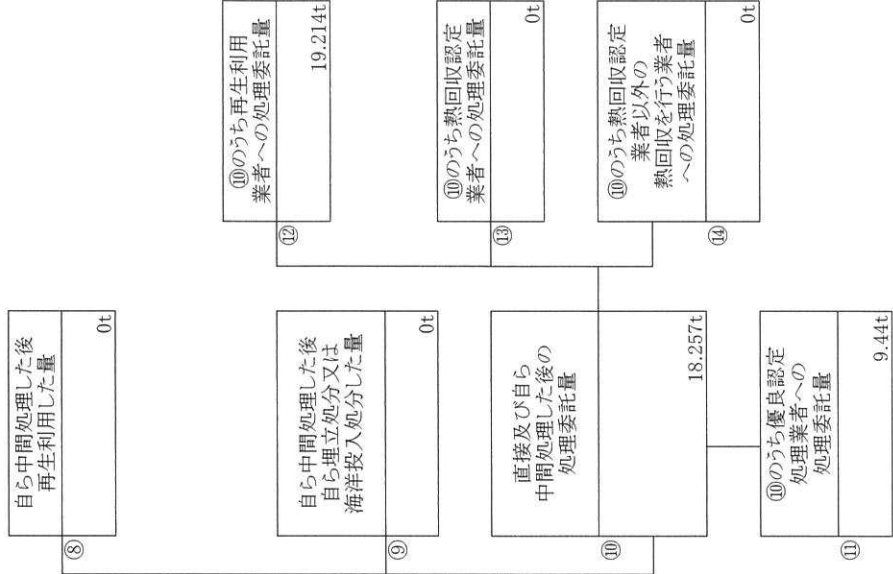 ⑧
自ら中間処理した後
再生利用した量
0t
⑨
自ら中間処理した後
自ら埋立処分又は
海洋投入処分した量
0t
⑩
直接及び自ら
中間処理した後の
処理委託量
18.257t
⑪
⑩のうち優良認定
処理業者への
処理委託量
9.44t
⑫
⑩のうち再生利用
業者への処理委託量
19.214t
⑬
⑩のうち熱回収認定
業者への処理委託量
0t
⑭
⑩のうち熱回収認定
業者以外の
熱回収を行う業者
への処理委託量
0t